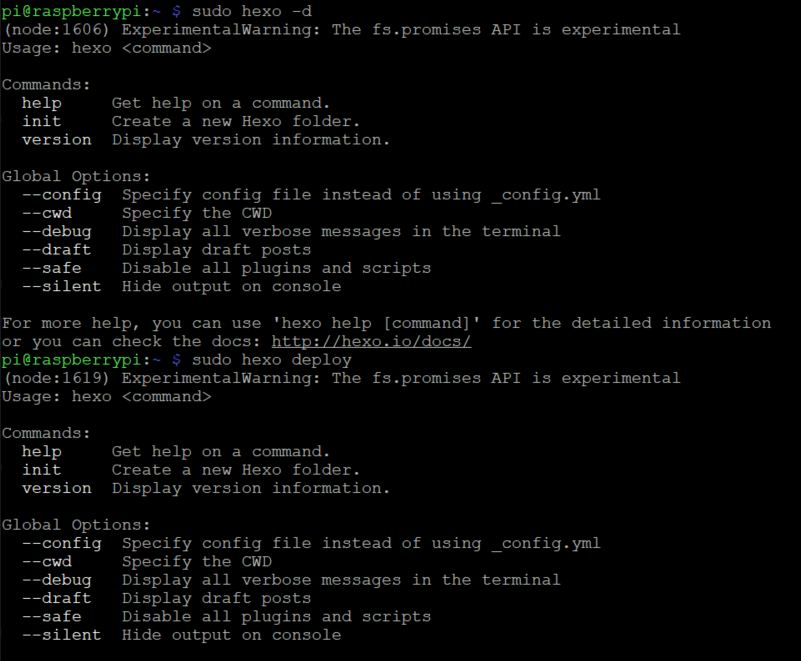 pi@raspberrypi:~ $ sudo hexo -d
(node:1606) ExperimentalWarning: The fs.promises API is experimental
Usage: hexo <command>

Commands:
  help     Get help on a command.
  init     Create a new Hexo folder.
  version  Display version information.

Global Options:
  --config  Specify config file instead of using _config.yml
  --cwd     Specify the CWD
  --debug   Display all verbose messages in the terminal
  --draft   Display draft posts
  --safe    Disable all plugins and scripts
  --silent  Hide output on console

For more help, you can use 'hexo help [command]' for the detailed information
or you can check the docs: http://hexo.io/docs/
pi@raspberrypi:~ $ sudo hexo deploy
(node:1619) ExperimentalWarning: The fs.promises API is experimental
Usage: hexo <command>

Commands:
  help     Get help on a command.
  init     Create a new Hexo folder.
  version  Display version information.

Global Options:
  --config  Specify config file instead of using _config.yml
  --cwd     Specify the CWD
  --debug   Display all verbose messages in the terminal
  --draft   Display draft posts
  --safe    Disable all plugins and scripts
  --silent  Hide output on console